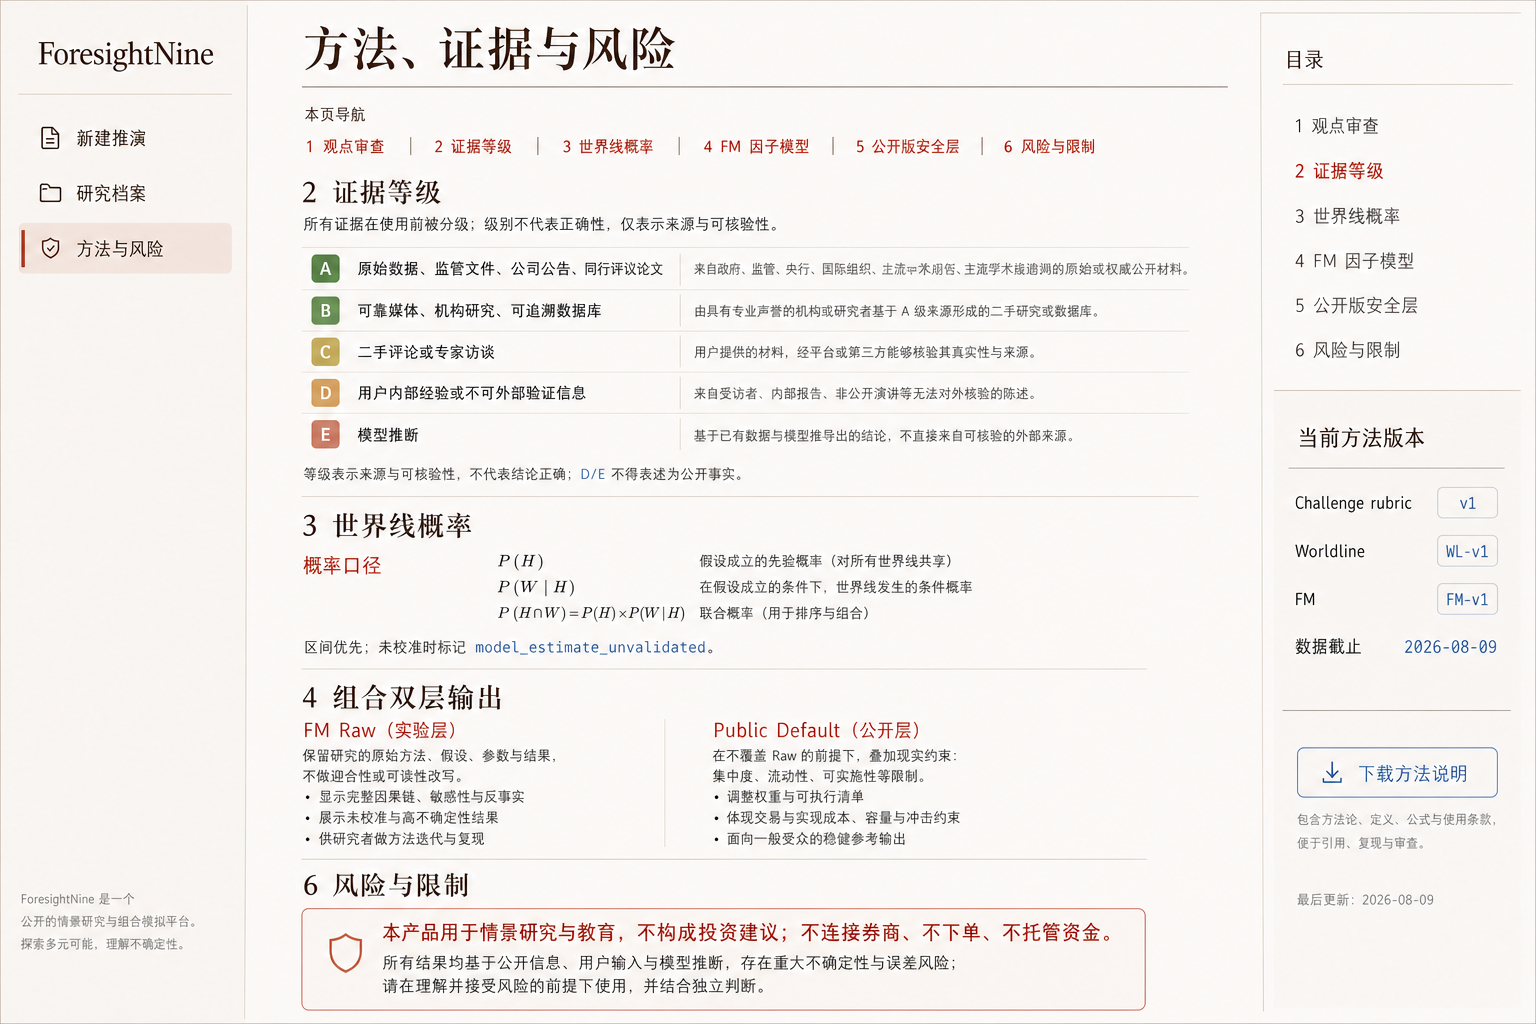 ForesightNine
新建推演
研究档案
方法与风险
ForesightNine 是一个
公开的情景研究与组合模拟平台。
探索多元可能，理解不确定性。
方法、证据与风险
本页导航
1 观点审查 | 2 证据等级 | 3 世界线概率 | 4 FM 因子模型 | 5 公开版安全层 | 6 风险与限制
2 证据等级
所有证据在使用前被分级；级别不代表正确性，仅表示来源与可核验性。
A 原始数据、监管文件、公司公告、同行评议论文 来自政府、监管、央行、国际组织、主流学术 的原始或权威公开材料。
B 可靠媒体、机构研究、可追溯数据库 由具有专业声誉的机构或研究者基于 A 级来源形成的二手研究或数据库。
C 二手评论或专家访谈 用户提供的材料，经平台或第三方能够核验其真实性与来源。
D 用户内部经验或不可外部验证信息 来自受访者、内部报告、非公开演讲等无法对外核验的陈述。
E 模型推断 基于已有数据与模型推导出的结论，不直接来自可核验的外部来源。
等级表示来源与可核验性，不代表结论正确；D/E 不得表述为公开事实。
3 世界线概率
概率口径
P (H) 假设成立的先验概率（对所有世界线共享）
P (W | H) 在假设成立的条件下，世界线发生的条件概率
P (H∩W)=P(H)×P(W|H) 联合概率（用于排序与组合）
区间优先；未校准时标记 model_estimate_unvalidated。
4 组合双层输出
FM Raw（实验层）
保留研究的原始方法、假设、参数与结果，
不做迎合性或可读性改写。
• 显示完整因果链、敏感性与反事实
• 展示未校准与高不确定性结果
• 供研究者做方法迭代与复现
Public Default（公开层）
在不覆盖 Raw 的前提下，叠加现实约束：
集中度、流动性、可实施性等限制。
• 调整权重与可执行清单
• 体现交易与实现成本、容量与冲击约束
• 面向一般受众的稳健参考输出
6 风险与限制
本产品用于情景研究与教育，不构成投资建议；不连接券商、不下单、不托管资金。
所有结果均基于公开信息、用户输入与模型推断，存在重大不确定性与误差风险；
请在理解并接受风险的前提下使用，并结合独立判断。
目录
1 观点审查
2 证据等级
3 世界线概率
4 FM 因子模型
5 公开版安全层
6 风险与限制
当前方法版本
Challenge rubric v1
Worldline WL-v1
FM FM-v1
数据截止 2026-08-09
下载方法说明
包含方法论、定义、公式与使用条款，
便于引用、复现与审查。
最后更新：2026-08-09